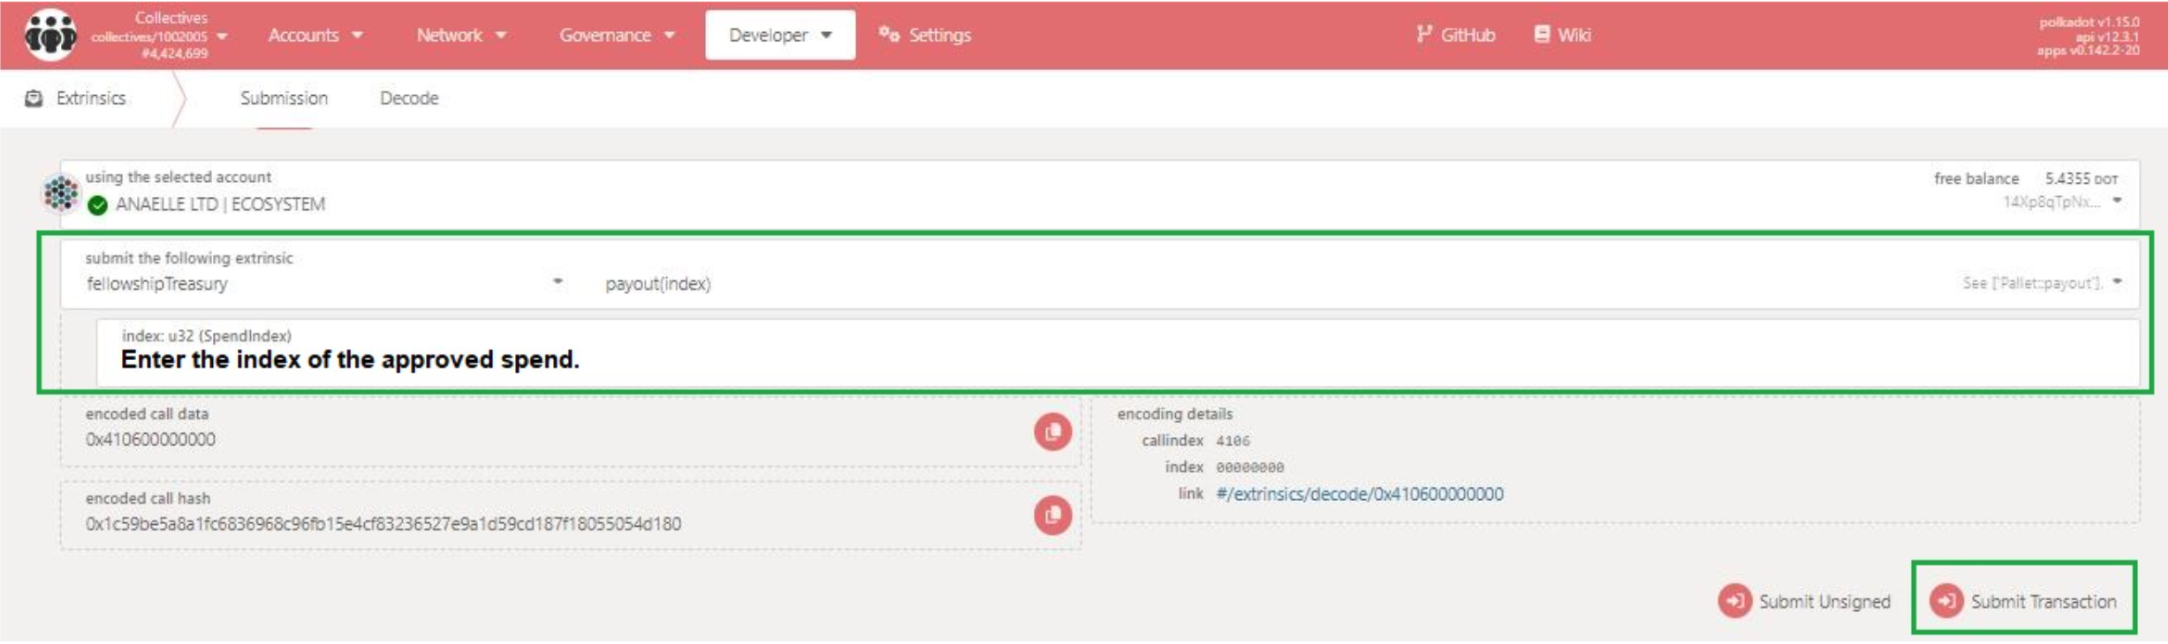 Collectives
collectives/1002005
#4,424,699
Accounts
Network
Governance
Developer
Settings
GitHub
Wiki
polkadot v1.15.0
api v12.3.1
apps v0.142.2-20
Extrinsics
Submission
Decode
using the selected account
ANAELLE LTD | ECOSYSTEM
free balance 5.4355 DOT
14Xp8qTpNx...
submit the following extrinsic
fellowshipTreasury
payout(index)
See ['Pallet::payout'].
index: u32 (SpendIndex)
Enter the index of the approved spend.
encoded call data
0x410600000000
encoding details
callindex 4106
index 00000000
link #/extrinsics/decode/0x410600000000
encoded call hash
0x1c59be5a8a1fc6836968c96fb15e4cf83236527e9a1d59cd187f18055054d180
Submit Unsigned
Submit Transaction